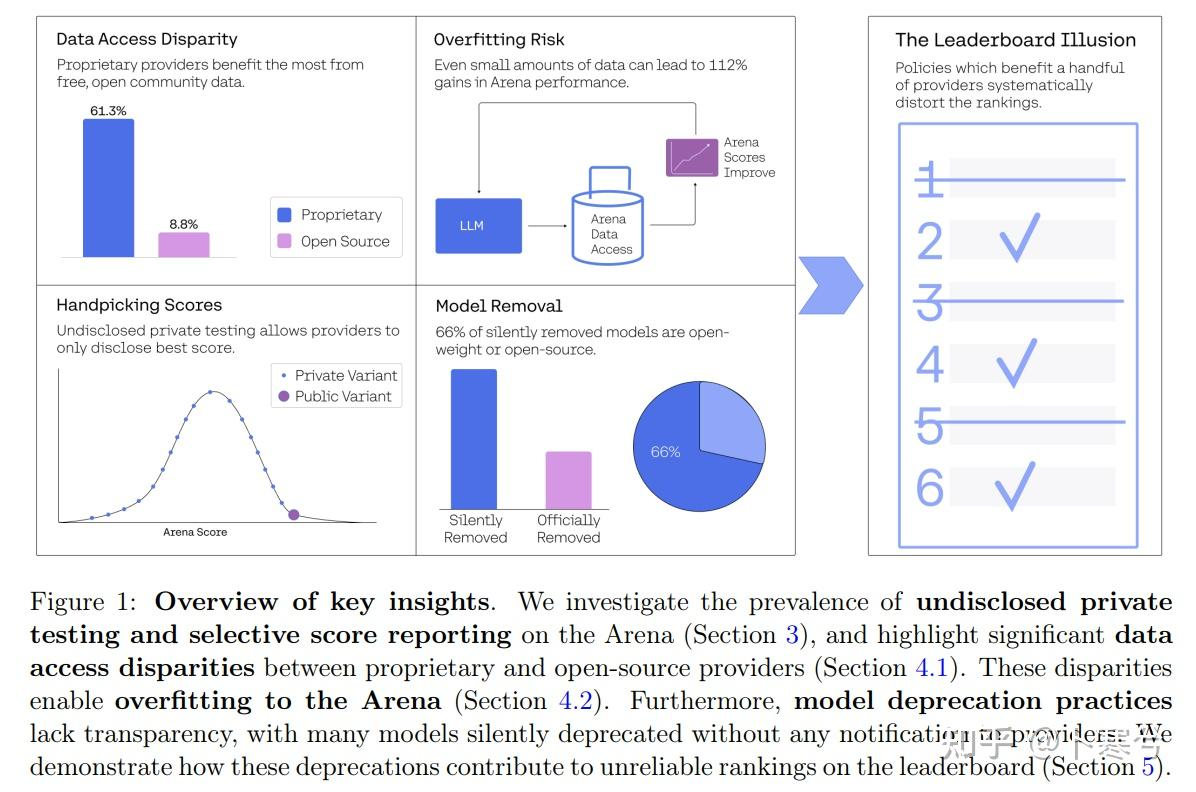 Data Access Disparity
Proprietary providers benefit the most from
free, open community data.
61.3%
8.8%
Proprietary
Open Source
Overfitting Risk
Even small amounts of data can lead to 112%
gains in Arena performance.
LLM
Arena
Data
Access
Arena
Scores
Improve
Handpicking Scores
Undisclosed private testing allows providers to
only disclose best score.
Private Variant
Public Variant
Arena Score
Model Removal
66% of silently removed models are open-
weight or open-source.
Silently
Removed
Officially
Removed
66%
The Leaderboard Illusion
Policies which benefit a handful
of providers systematically
distort the rankings.
1
2
3
4
5
6
Figure 1: Overview of key insights. We investigate the prevalence of undisclosed private
testing and selective score reporting on the Arena (Section 3), and highlight significant data
access disparities between proprietary and open-source providers (Section 4.1). These disparities
enable overfitting to the Arena (Section 4.2). Furthermore, model deprecation practices
lack transparency, with many models silently deprecated without any notification to providers. We
demonstrate how these deprecations contribute to unreliable rankings on the leaderboard (Section 5).
知乎 @卜寒兮